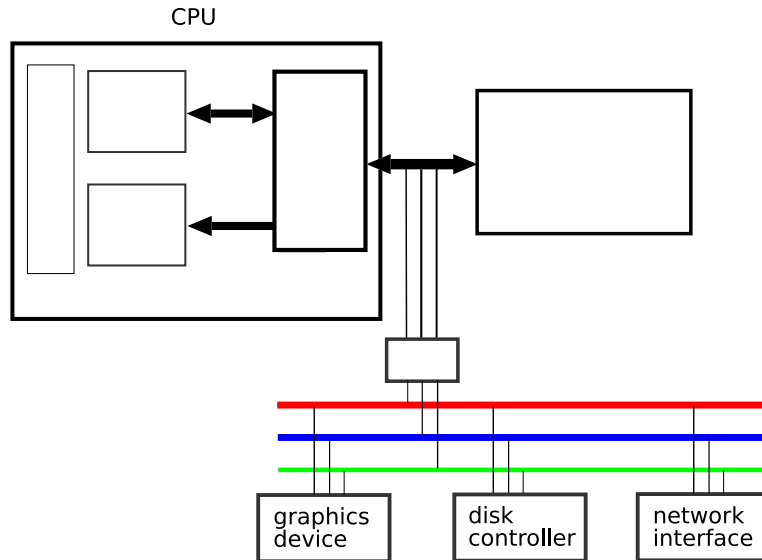 CPU
graphics
device
disk
controller
network
interface